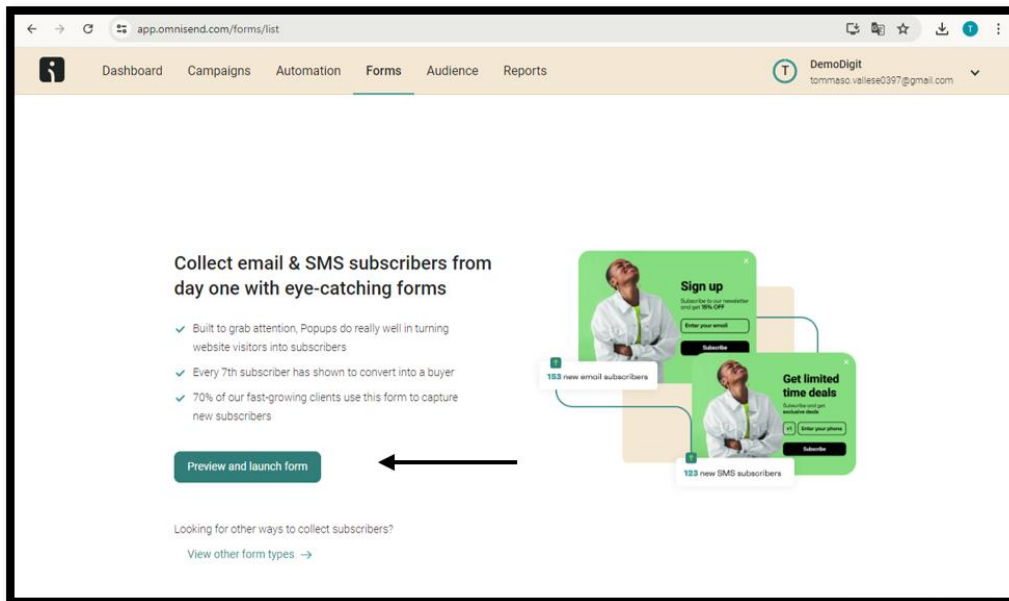 app.omnisend.com/forms/list
T
Dashboard Campaigns Automation Forms Audience Reports
T
DemoDigit
tommaso.vallese0397@gmail.com
Collect email & SMS subscribers from
day one with eye-catching forms
Built to grab attention, Popups do really well in turning
website visitors into subscribers
Every 7th subscriber has shown to convert into a buyer
70% of our fast-growing clients use this form to capture
new subscribers
Preview and launch form
Looking for other ways to collect subscribers?
View other form types →
Sign up
Subscribe to our newsletter
and get 15% OFF
Enter your email
Subscribe
153 new email subscribers
Get limited
time deals
Subscribe and get
exclusive deals
+1 Enter your phone
Subscribe
123 new SMS subscribers